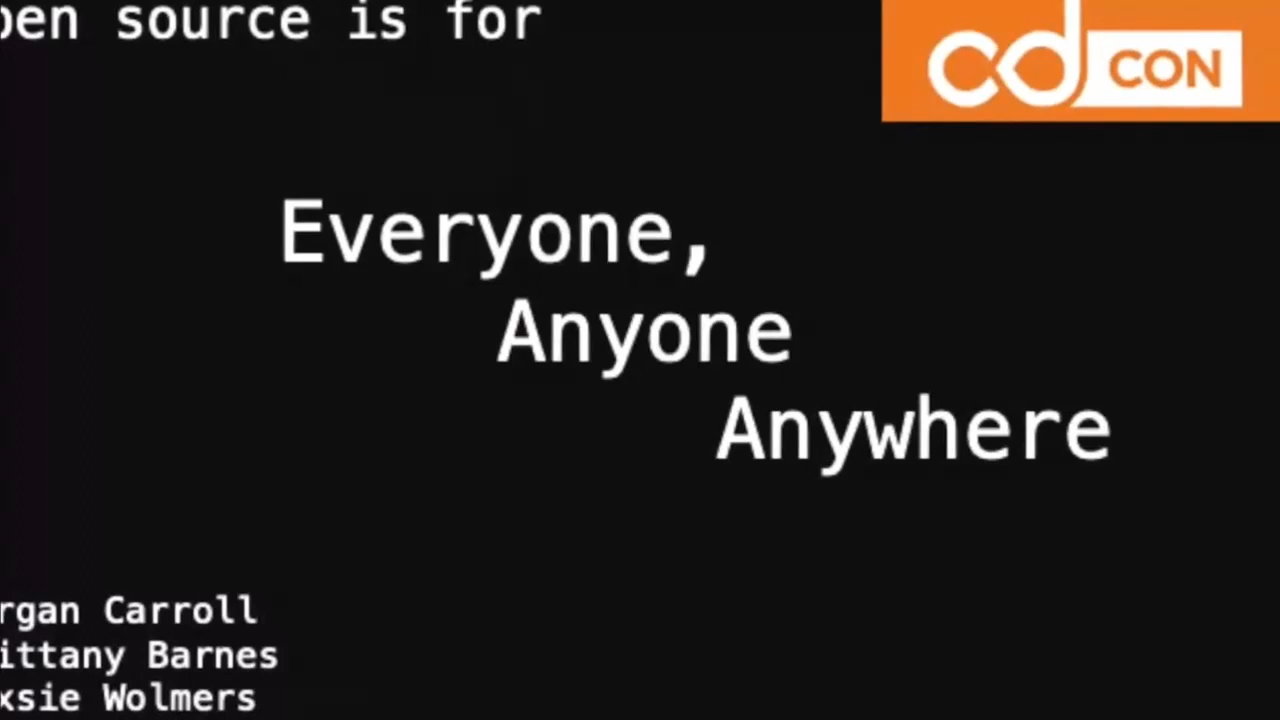 pen source is for
cd CON
Everyone,
Anyone
Anywhere
rgan Carroll
ittany Barnes
xsie Wolmers